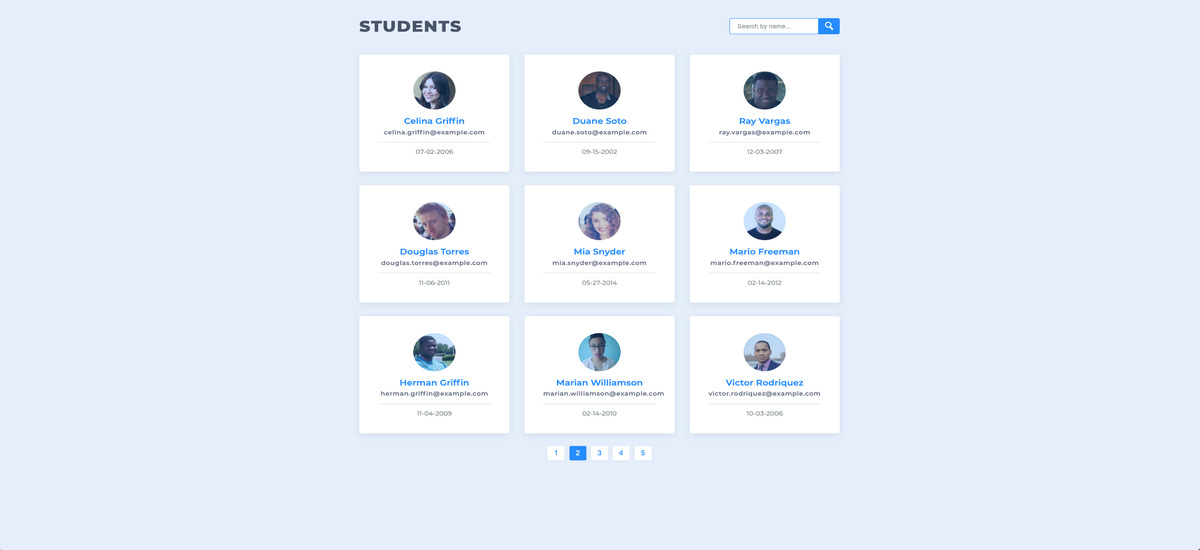 STUDENTS
Search by name...
Celina Griffin
celina.griffin@example.com
07-02-2006
Duane Soto
duane.soto@example.com
09-15-2002
Ray Vargas
ray.vargas@example.com
12-03-2007
Douglas Torres
douglas.torres@example.com
11-06-2011
Mia Snyder
mia.snyder@example.com
05-27-2014
Mario Freeman
mario.freeman@example.com
02-14-2012
Herman Griffin
herman.griffin@example.com
11-04-2009
Marian Williamson
marian.williamson@example.com
02-14-2010
Victor Rodriquez
victor.rodriquez@example.com
10-03-2006
1 2 3 4 5